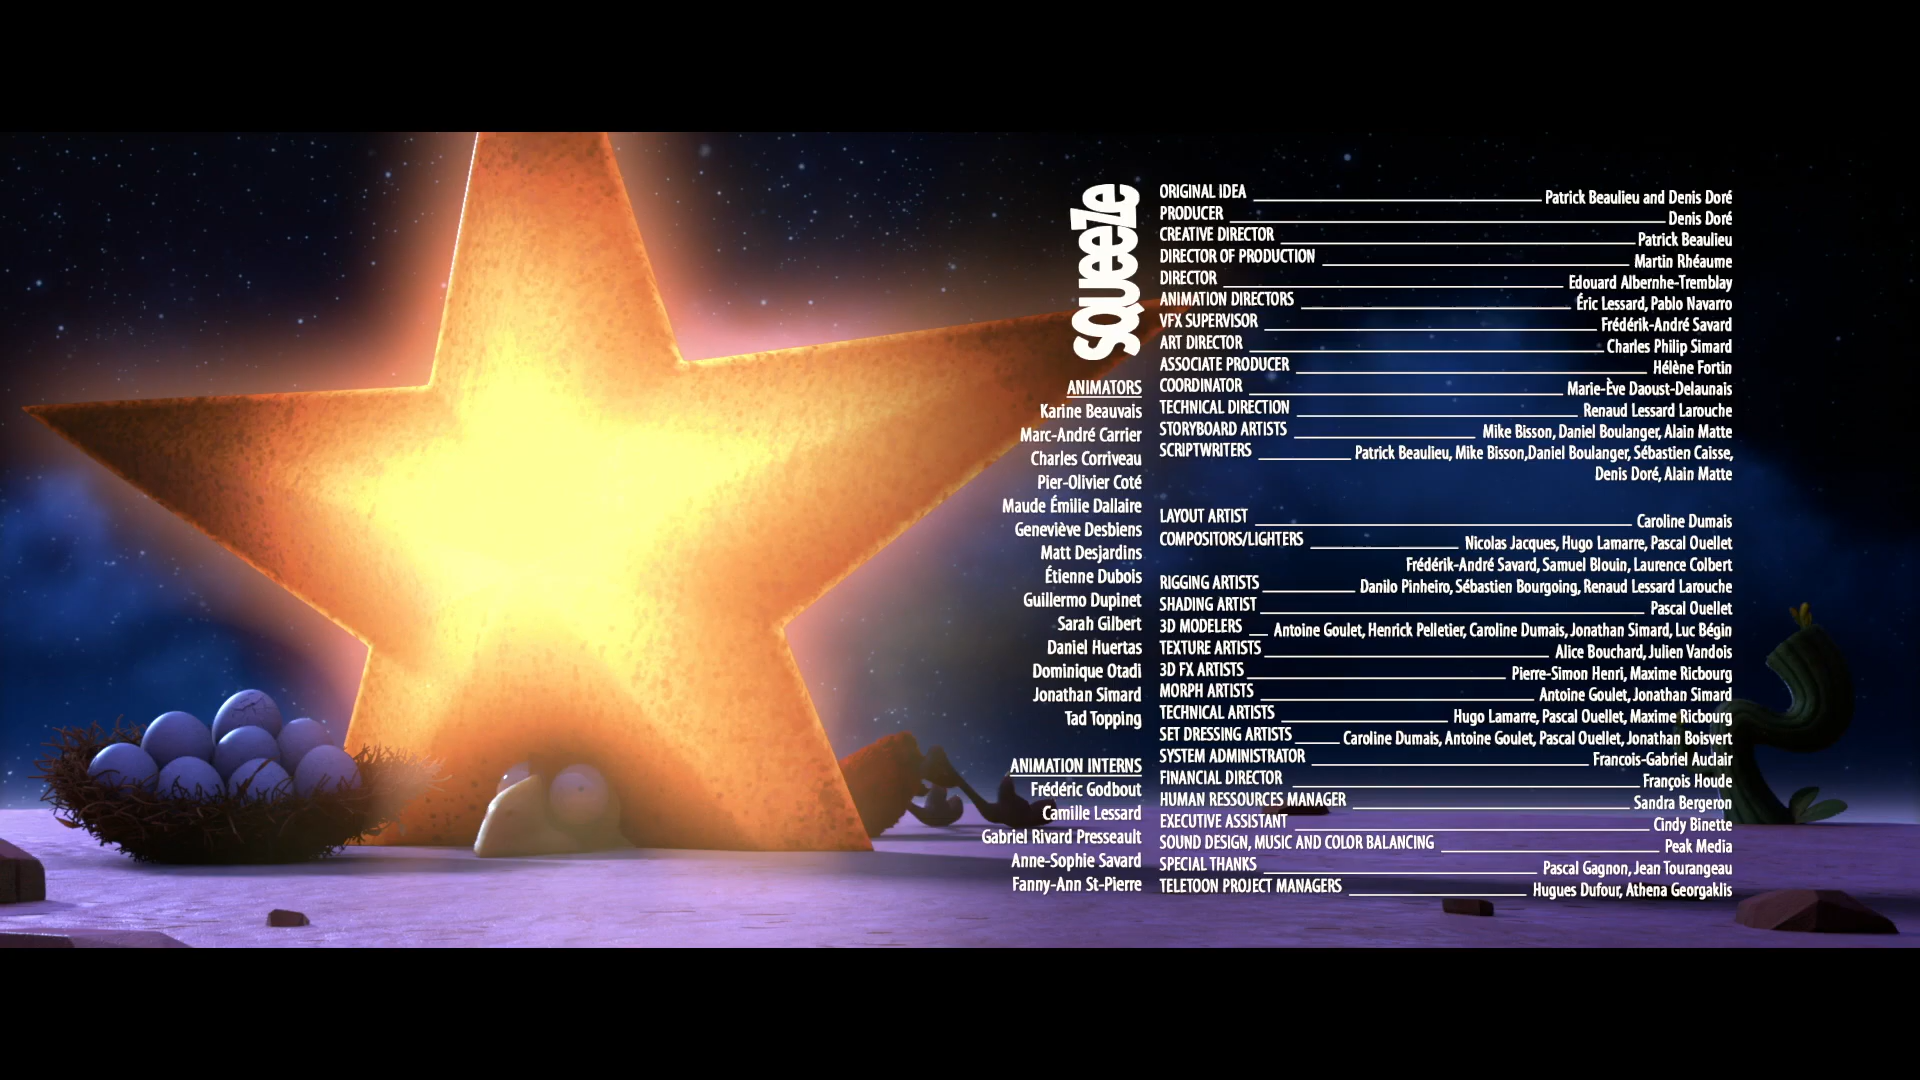 squeeze
ANIMATORS
Karine Beauvais
Marc-André Carrier
Charles Corriveau
Pier-Olivier Coté
Maude Émilie Dallaire
Geneviève Desbiens
Matt Desjardins
Étienne Dubois
Guillermo Dupinet
Sarah Gilbert
Daniel Huertas
Dominique Otadi
Jonathan Simard
Tad Topping
ANIMATION INTERNS
Frédéric Godbout
Camille Lessard
Gabriel Rivard Presseault
Anne-Sophie Savard
Fanny-Ann St-Pierre
ORIGINAL IDEA Patrick Beaulieu and Denis Doré
PRODUCER Denis Doré
CREATIVE DIRECTOR Patrick Beaulieu
DIRECTOR OF PRODUCTION Martin Rhéaume
DIRECTOR Edouard Albernhe-Tremblay
ANIMATION DIRECTORS Éric Lessard, Pablo Navarro
VFX SUPERVISOR Frédérik-André Savard
ART DIRECTOR Charles Philip Simard
ASSOCIATE PRODUCER Hélène Fortin
COORDINATOR Marie-Ève Daoust-Delaunais
TECHNICAL DIRECTION Renaud Lessard Larouche
STORYBOARD ARTISTS Mike Bisson, Daniel Boulanger, Alain Matte
SCRIPTWRITERS Patrick Beaulieu, Mike Bisson,Daniel Boulanger, Sébastien Caisse,
Denis Doré, Alain Matte
LAYOUT ARTIST Caroline Dumais
COMPOSITORS/LIGHTERS Nicolas Jacques, Hugo Lamarre, Pascal Ouellet
Frédérik-André Savard, Samuel Blouin, Laurence Colbert
RIGGING ARTISTS Danilo Pinheiro, Sébastien Bourgoing, Renaud Lessard Larouche
SHADING ARTIST Pascal Ouellet
3D MODELERS Antoine Goulet, Henrick Pelletier, Caroline Dumais, Jonathan Simard, Luc Bégin
TEXTURE ARTISTS Alice Bouchard, Julien Vandois
3D FX ARTISTS Pierre-Simon Henri, Maxime Ricbourg
MORPH ARTISTS Antoine Goulet, Jonathan Simard
TECHNICAL ARTISTS Hugo Lamarre, Pascal Ouellet, Maxime Ricbourg
SET DRESSING ARTISTS Caroline Dumais, Antoine Goulet, Pascal Ouellet, Jonathan Boisvert
SYSTEM ADMINISTRATOR Francois-Gabriel Auclair
FINANCIAL DIRECTOR François Houde
HUMAN RESSOURCES MANAGER Sandra Bergeron
EXECUTIVE ASSISTANT Cindy Binette
SOUND DESIGN, MUSIC AND COLOR BALANCING Peak Media
SPECIAL THANKS Pascal Gagnon, Jean Tourangeau
TELETOON PROJECT MANAGERS Hugues Dufour, Athena Georgaklis